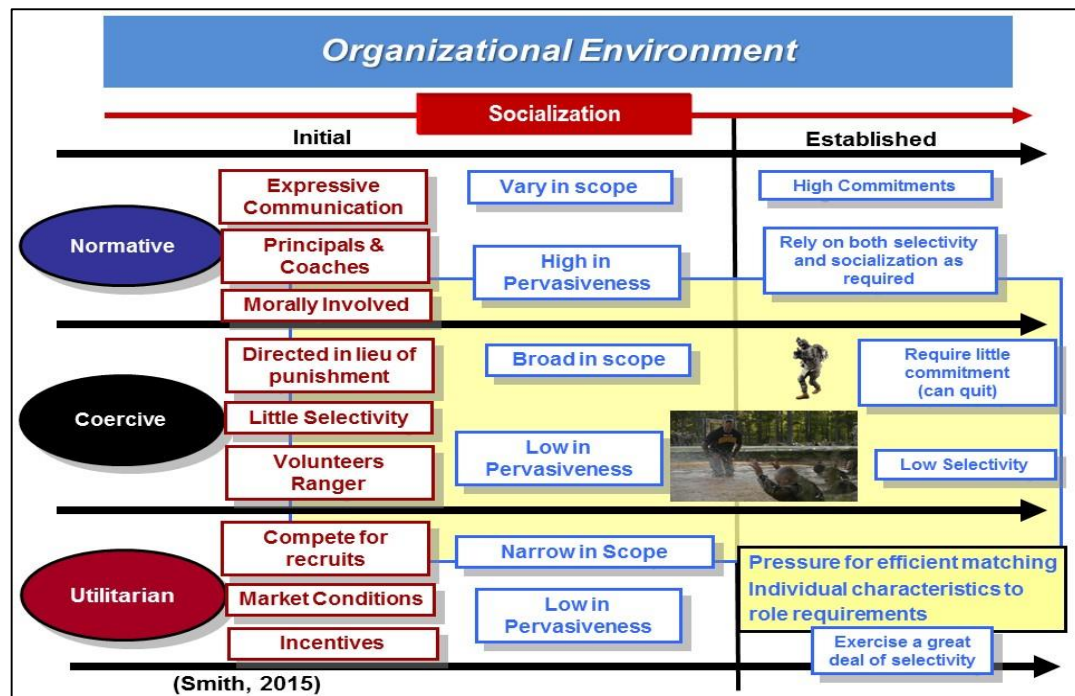 Organizational Environment
Socialization
Initial
Established
Normative
Expressive
Communication
Principals &
Coaches
Morally Involved
Vary in scope
High in
Pervasiveness
High Commitments
Rely on both selectivity
and socialization as
required
Coercive
Directed in lieu of
punishment
Little Selectivity
Volunteers
Ranger
Broad in scope
Low in
Pervasiveness
Require little
commitment
(can quit)
Low Selectivity
Utilitarian
Compete for
recruits
Market Conditions
Incentives
Narrow in Scope
Low in
Pervasiveness
Pressure for efficient matching
Individual characteristics to
role requirements
Exercise a great
deal of selectivity
(Smith, 2015)